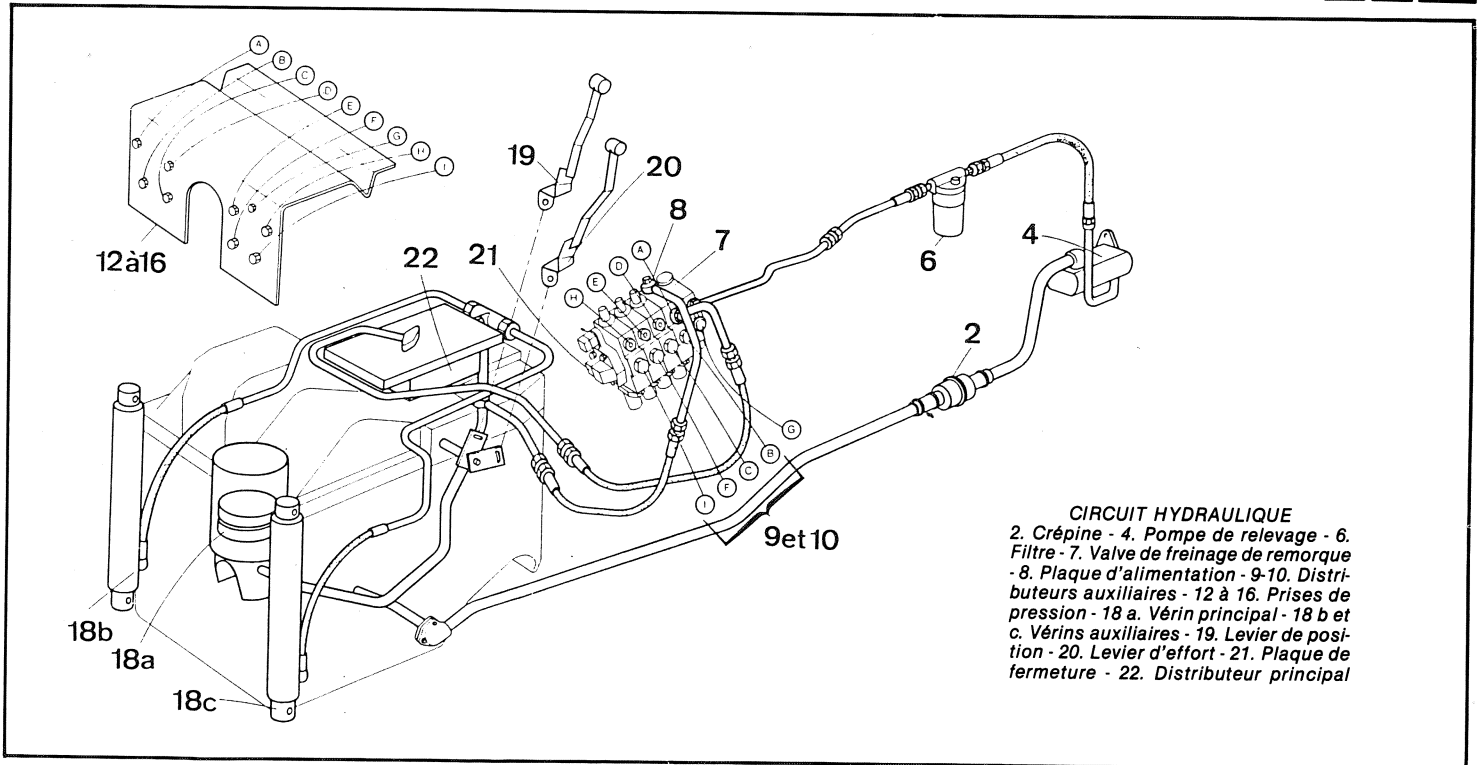 A
B
C
D
E
F
G
H
I
12à16
19
20
21
22
8
7
A
D
E
H
6
4
2
G
B
C
F
I
9et10
18b
18a
18c
CIRCUIT HYDRAULIQUE
2. Crépine - 4. Pompe de relevage - 6.
Filtre - 7. Valve de freinage de remorque
- 8. Plaque d'alimentation - 9-10. Distri-
buteurs auxiliaires - 12 à 16. Prises de
pression - 18 a. Vérin principal - 18 b et
c. Vérins auxiliaires - 19. Levier de posi-
tion - 20. Levier d'effort - 21. Plaque de
fermeture - 22. Distributeur principal